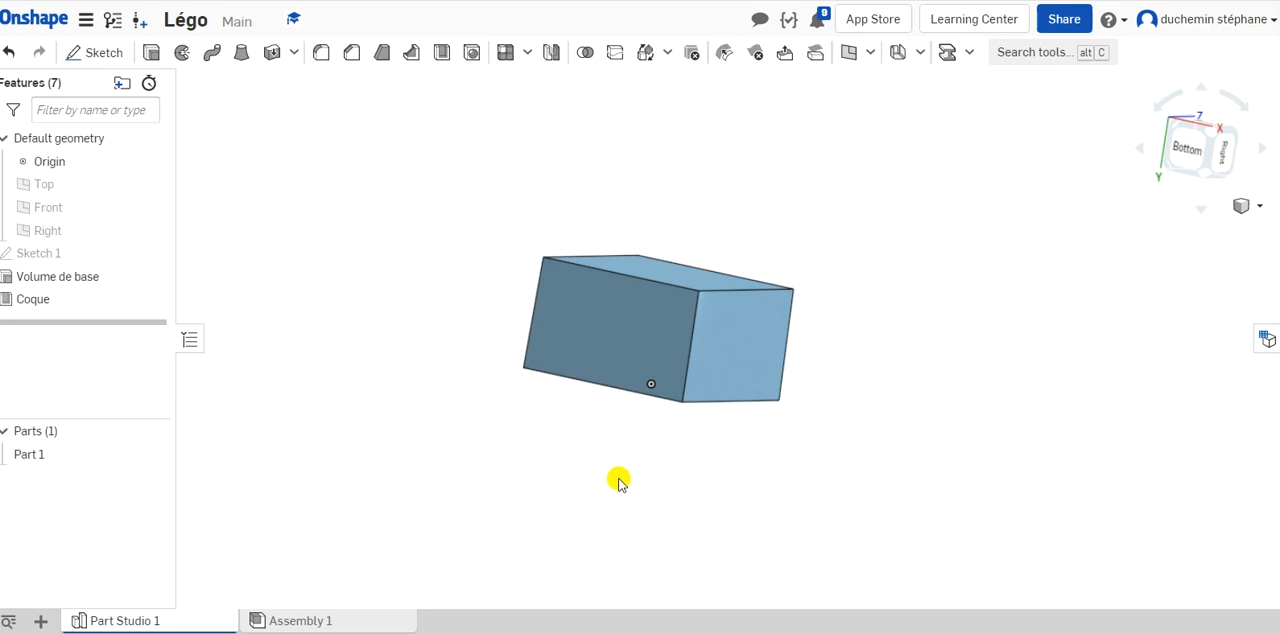 Onshape Légo Main 9 App Store Learning Center Share duchemin stéphane
Sketch Search tools... alt C
Features (7)
Filter by name or type
Default geometry
Origin
Top
Front
Right
Sketch 1
Volume de base
Coque
Parts (1)
Part 1
Z
X
Bottom
Right
Y
Part Studio 1 Assembly 1